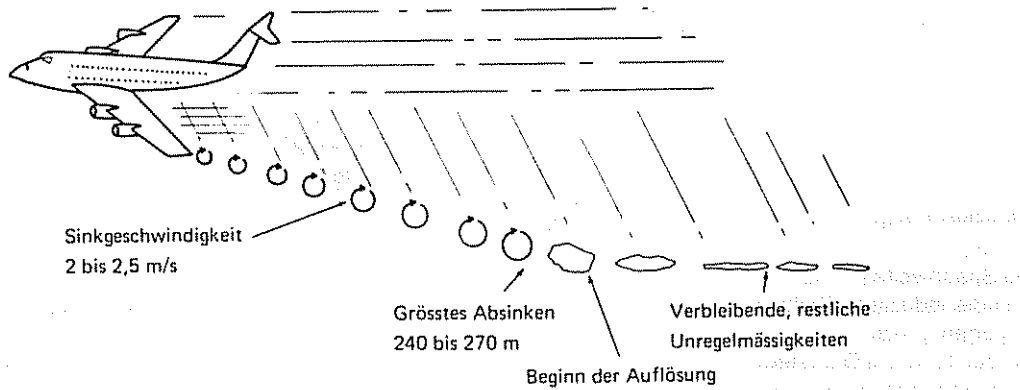 Sinkgeschwindigkeit
2 bis 2,5 m/s
Grösstes Absinken
240 bis 270 m
Verbleibende, restliche
Unregelmässigkeiten
Beginn der Auflösung